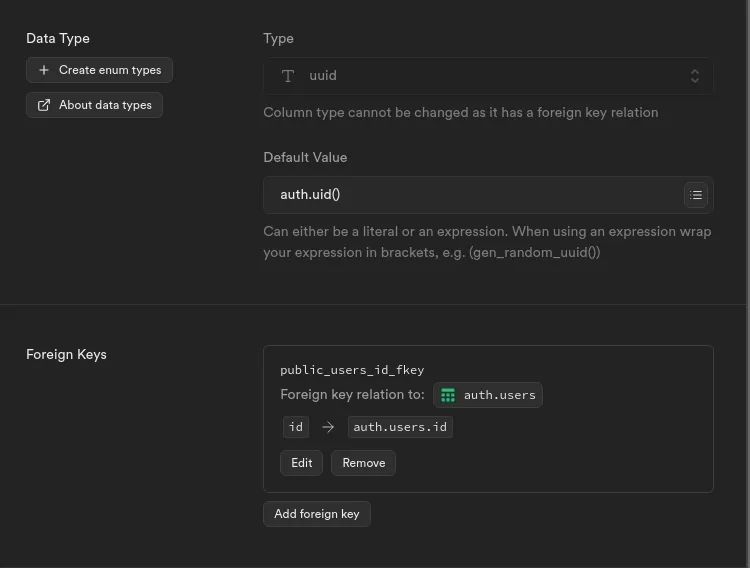 Data Type
Create enum types
About data types
Type
uuid
Column type cannot be changed as it has a foreign key relation
Default Value
auth.uid()
Can either be a literal or an expression. When using an expression wrap
your expression in brackets, e.g. (gen_random_uuid())
Foreign Keys
public_users_id_fkey
Foreign key relation to: auth.users
id → auth.users.id
Edit Remove
Add foreign key